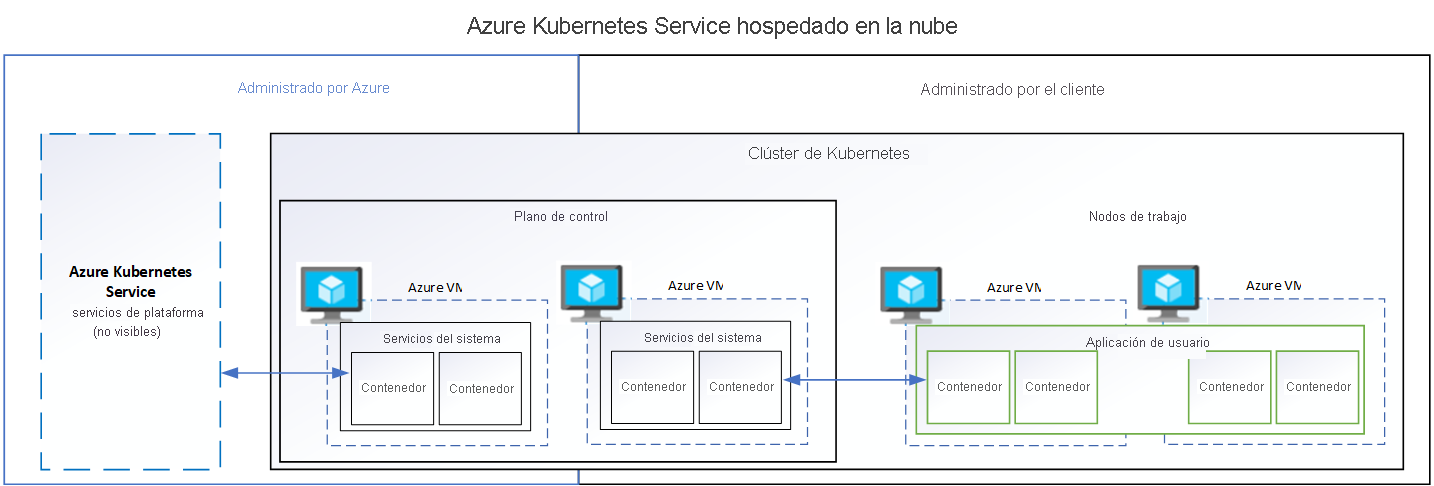 Azure Kubernetes Service hospedado en la nube
Administrado por Azure
Administrado por el cliente
Clúster de Kubernetes
Plano de control
Nodos de trabajo
Azure Kubernetes
Service
servicios de plataforma
(no visibles)
Azure VM
Azure VM
Azure VM
Azure VM
Servicios del sistema
Servicios del sistema
Aplicación de usuario
Contenedor
Contenedor
Contenedor
Contenedor
Contenedor
Contenedor
Contenedor
Contenedor